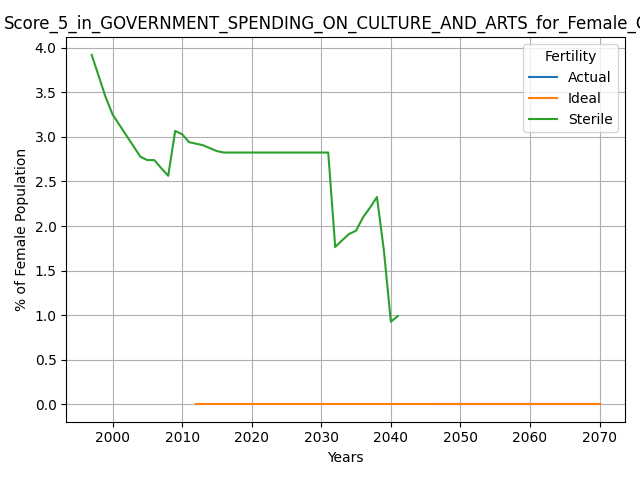 Score_5_in_GOVERNMENT_SPENDING_ON_CULTURE_AND_ARTS_for_Female_
Fertility
Actual
Ideal
Sterile
% of Female Population
4.0
3.5
3.0
2.5
2.0
1.5
1.0
0.5
0.0
2000 2010 2020 2030 2040 2050 2060 2070
Years